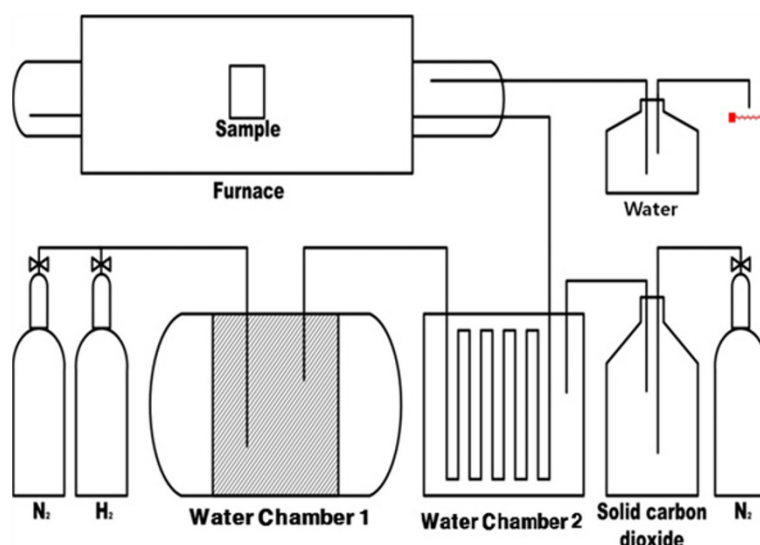 Sample
Furnace
Water
N₂
H₂
Water Chamber 1
Water Chamber 2
Solid carbon
dioxide
N₂